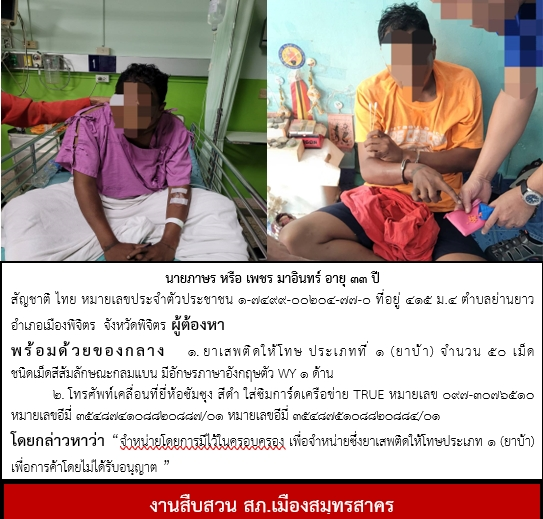 นายภาษร หรือ เพชร มาอินทร์ อายุ ๓๓ ปี
สัญชาติ ไทย หมายเลขประจำตัวประชาชน ๑-๗๔๙๙-๐๐๒๐๔-๗๗-๐ ที่อยู่ ๔๑๕ ม.๔ ตำบลย่านยาว
อำเภอเมืองพิจิตร จังหวัดพิจิตร ผู้ต้องหา
พร้อมด้วยของกลาง ๑. ยาเสพติดให้โทษ ประเภทที่ ๑ (ยาบ้า) จำนวน ๕๐ เม็ด
ชนิดเม็ดสีส้มลักษณะกลมแบน มีอักษรภาษาอังกฤษตัว WY ๑ ด้าน
๒. โทรศัพท์เคลื่อนที่ยี่ห้อซัมซุง สีดำ ใส่ซิมการ์ดเครือข่าย TRUE หมายเลข ๐๙๗-๓๐๗๖๕๑๐
หมายเลขอีมี่ ๓๕๔๘๗๔๑๐๘๘๒๐๘๘๗/๐๑ หมายเลขอีมี่ ๓๕๔๘๗๕๑๐๘๘๒๐๘๘๔/๐๑
โดยกล่าวหาว่า “จำหน่ายโดยการมีไว้ในครอบครอง เพื่อจำหน่ายซึ่งยาเสพติดให้โทษประเภท ๑ (ยาบ้า)
เพื่อการค้าโดยไม่ได้รับอนุญาต ”
งานสืบสวน สภ.เมืองสมุทรสาคร